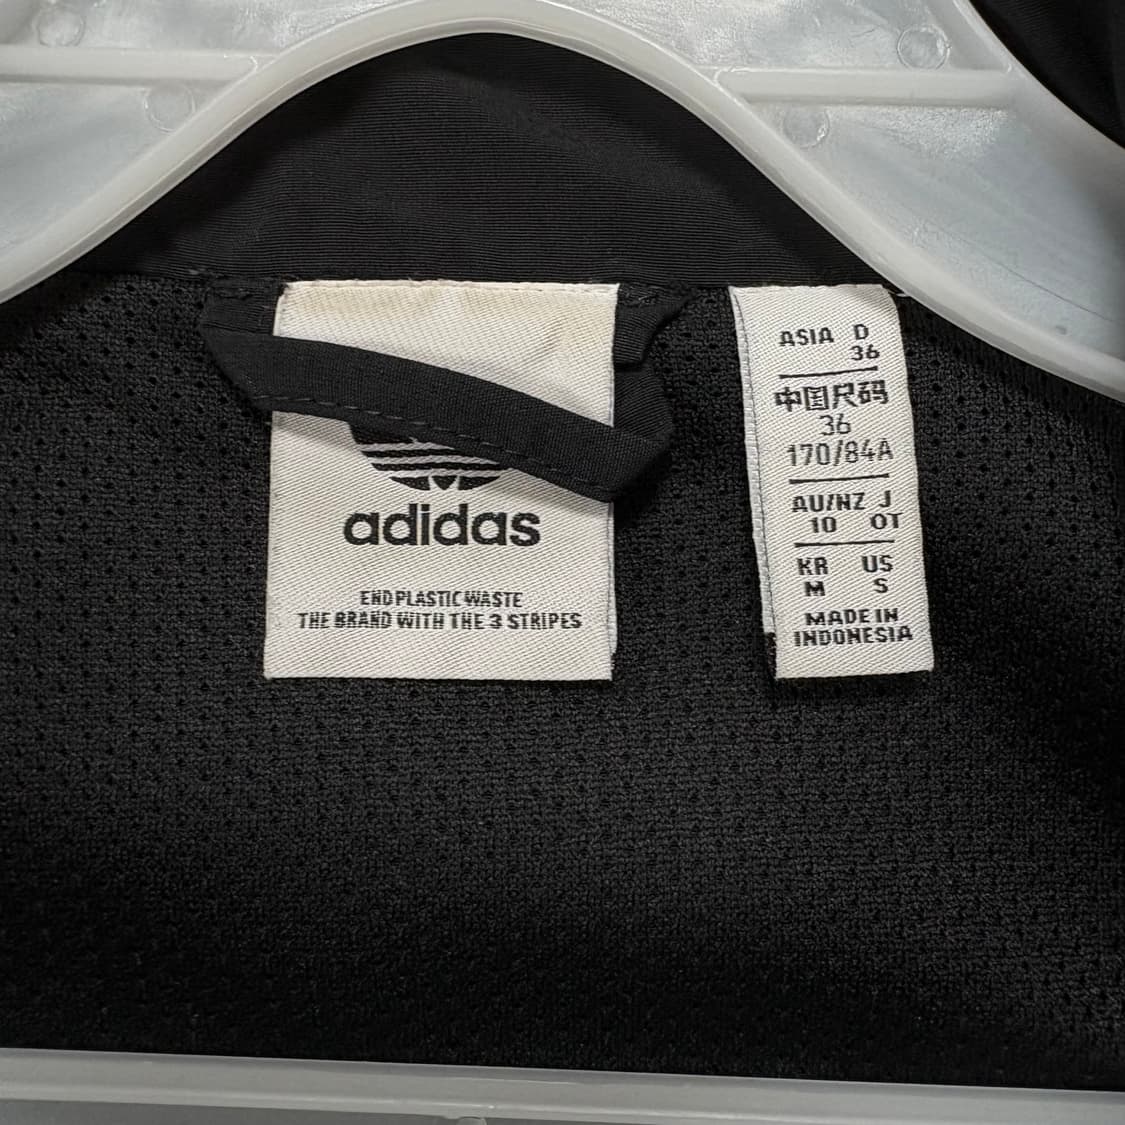 adidas
END PLASTIC WASTE
THE BRAND WITH THE 3 STRIPES
ASIA D
36
中国尺码
36
170/84A
AU/NZ J
10 OT
KR US
M S
MADE IN
INDONESIA